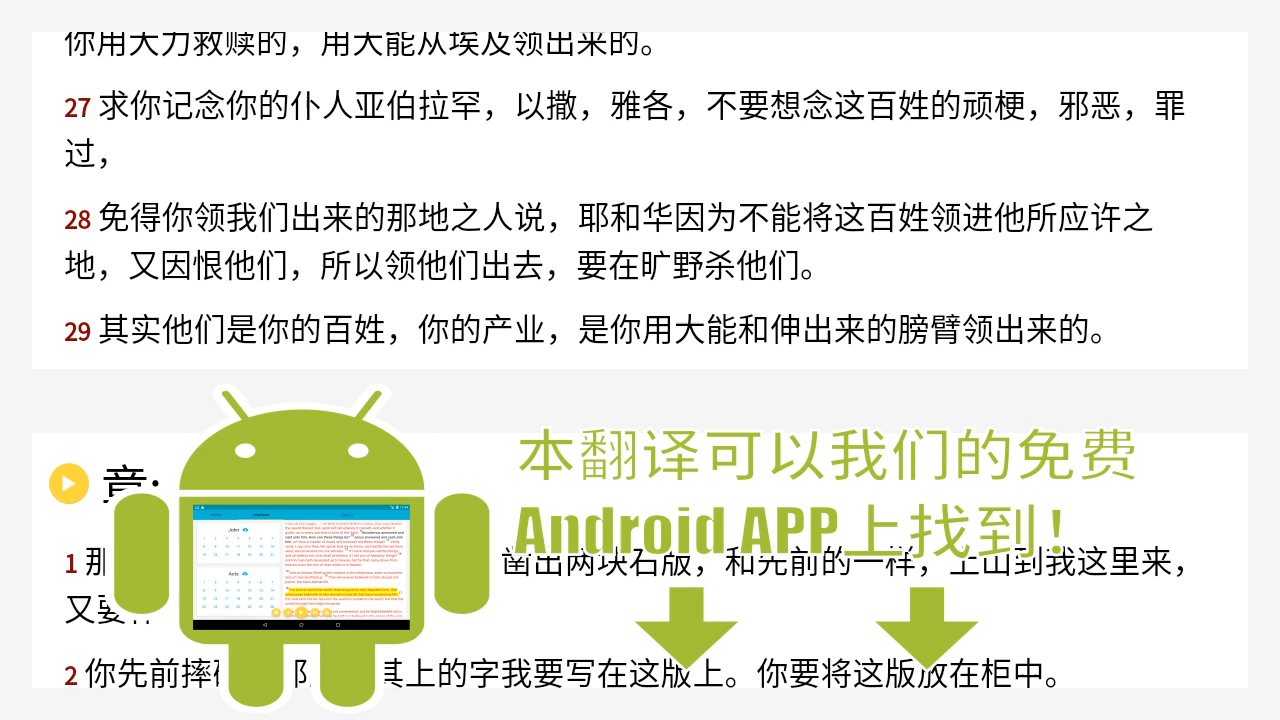 你用大力救赎的，用大能从埃及领出来的。
27 求你记念你的仆人亚伯拉罕，以撒，雅各，不要想念这百姓的顽梗，邪恶，罪
过，
28 免得你领我们出来的那地之人说，耶和华因为不能将这百姓领进他所应许之
地，又因恨他们，所以领他们出去，要在旷野杀他们。
29 其实他们是你的百姓，你的产业，是你用大能和伸出来的膀臂领出来的。
本翻译可以我们的免费
Android APP 上找到!
John
Acts
1 那 凿出两块石版，和先前的一样，上山到我这里来，
又要
2 你先前摔 那 其上的字我要写在这版上。你要将这版放在柜中。